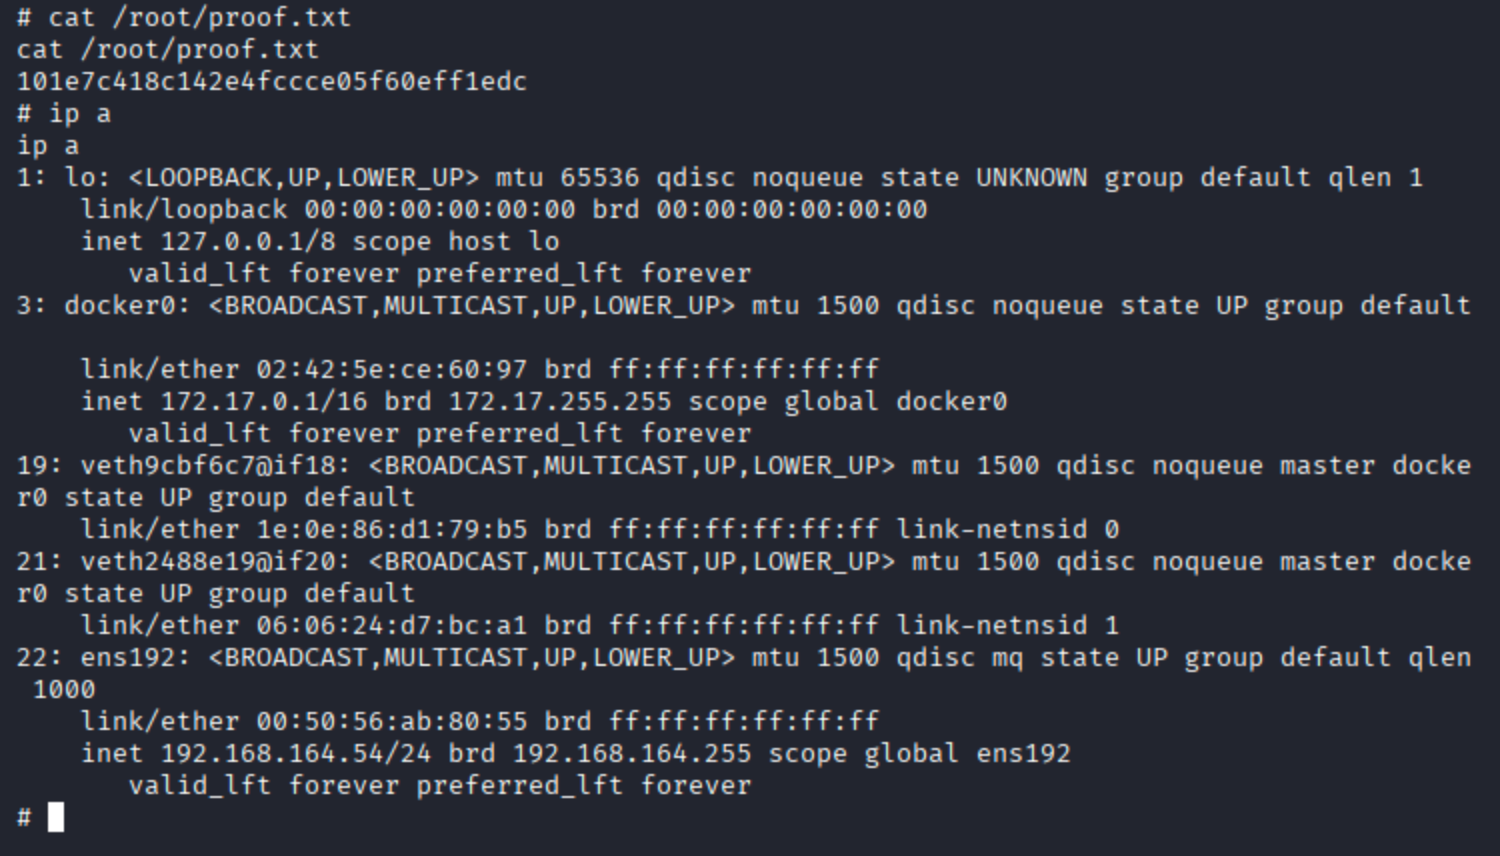 # cat /root/proof.txt
cat /root/proof.txt
101e7c418c142e4fccce05f60eff1edc
# ip a
ip a
1: lo: <LOOPBACK,UP,LOWER_UP> mtu 65536 qdisc noqueue state UNKNOWN group default qlen 1
    link/loopback 00:00:00:00:00:00 brd 00:00:00:00:00:00
    inet 127.0.0.1/8 scope host lo
       valid_lft forever preferred_lft forever
3: docker0: <BROADCAST,MULTICAST,UP,LOWER_UP> mtu 1500 qdisc noqueue state UP group default
    link/ether 02:42:5e:ce:60:97 brd ff:ff:ff:ff:ff:ff
    inet 172.17.0.1/16 brd 172.17.255.255 scope global docker0
       valid_lft forever preferred_lft forever
19: veth9cbf6c7@if18: <BROADCAST,MULTICAST,UP,LOWER_UP> mtu 1500 qdisc noqueue master docke
r0 state UP group default
    link/ether 1e:0e:86:d1:79:b5 brd ff:ff:ff:ff:ff:ff link-netnsid 0
21: veth2488e19@if20: <BROADCAST,MULTICAST,UP,LOWER_UP> mtu 1500 qdisc noqueue master docke
r0 state UP group default
    link/ether 06:06:24:d7:bc:a1 brd ff:ff:ff:ff:ff:ff link-netnsid 1
22: ens192: <BROADCAST,MULTICAST,UP,LOWER_UP> mtu 1500 qdisc mq state UP group default qlen
 1000
    link/ether 00:50:56:ab:80:55 brd ff:ff:ff:ff:ff:ff
    inet 192.168.164.54/24 brd 192.168.164.255 scope global ens192
       valid_lft forever preferred_lft forever
#